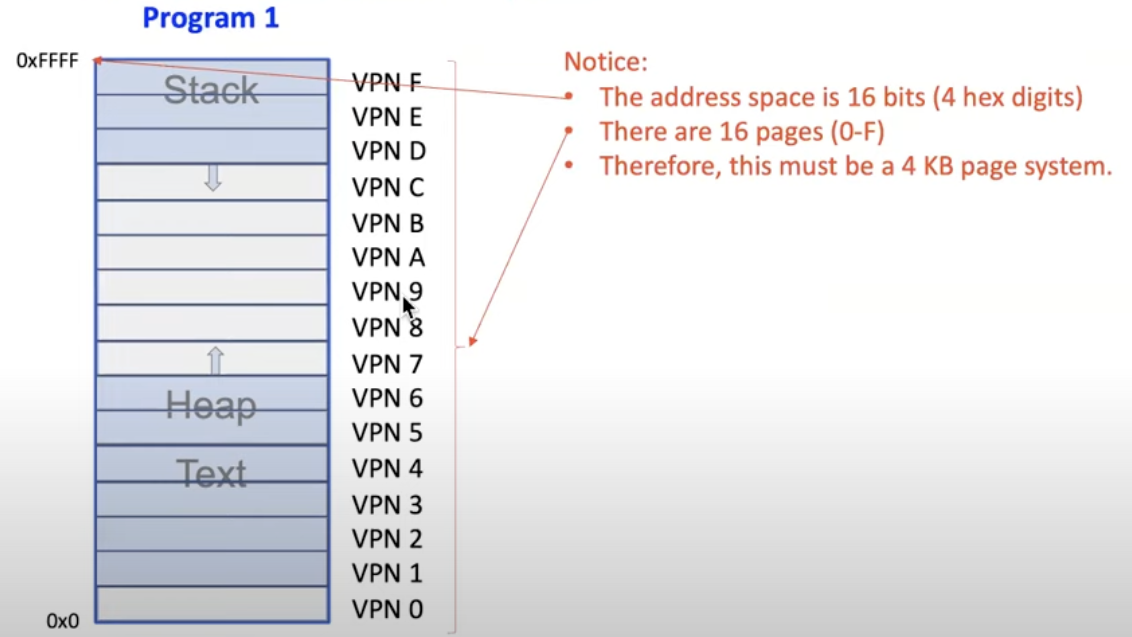 Program 1
0xFFFF
Stack
Heap
Text
0x0
VPN F
VPN E
VPN D
VPN C
VPN B
VPN A
VPN 9
VPN 8
VPN 7
VPN 6
VPN 5
VPN 4
VPN 3
VPN 2
VPN 1
VPN 0
Notice:
• The address space is 16 bits (4 hex digits)
• There are 16 pages (0-F)
• Therefore, this must be a 4 KB page system.